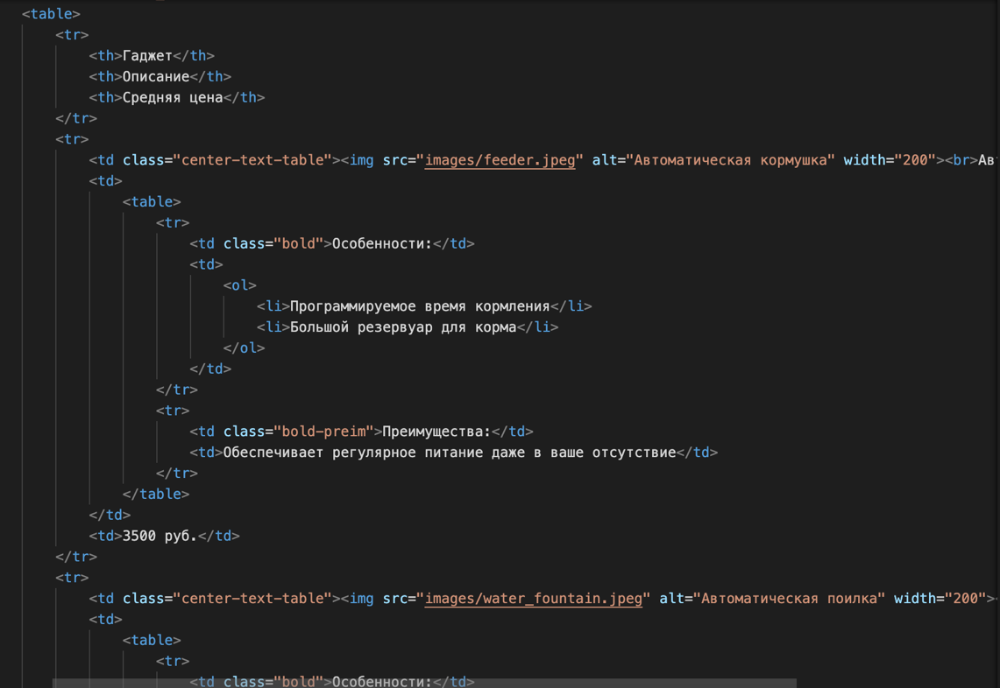 <table>
<tr>
<th>Гаджет</th>
<th>Описание</th>
<th>Средняя цена</th>
</tr>
<tr>
<td class="center-text-table"><img src="images/feeder.jpeg" alt="Автоматическая кормушка" width="200"><br>Ав
<td>
<table>
<tr>
<td class="bold">Особенности:</td>
<td>
<ol>
<li>Программируемое время кормления</li>
<li>Большой резервуар для корма</li>
</ol>
</td>
</tr>
<tr>
<td class="bold-preim">Преимущества:</td>
<td>Обеспечивает регулярное питание даже в ваше отсутствие</td>
</tr>
</table>
</td>
<td>3500 руб.</td>
</tr>
<tr>
<td class="center-text-table"><img src="images/water_fountain.jpeg" alt="Автоматическая поилка" width="200"><
<td>
<table>
<tr>
<td class="bold">Особенности:</td>